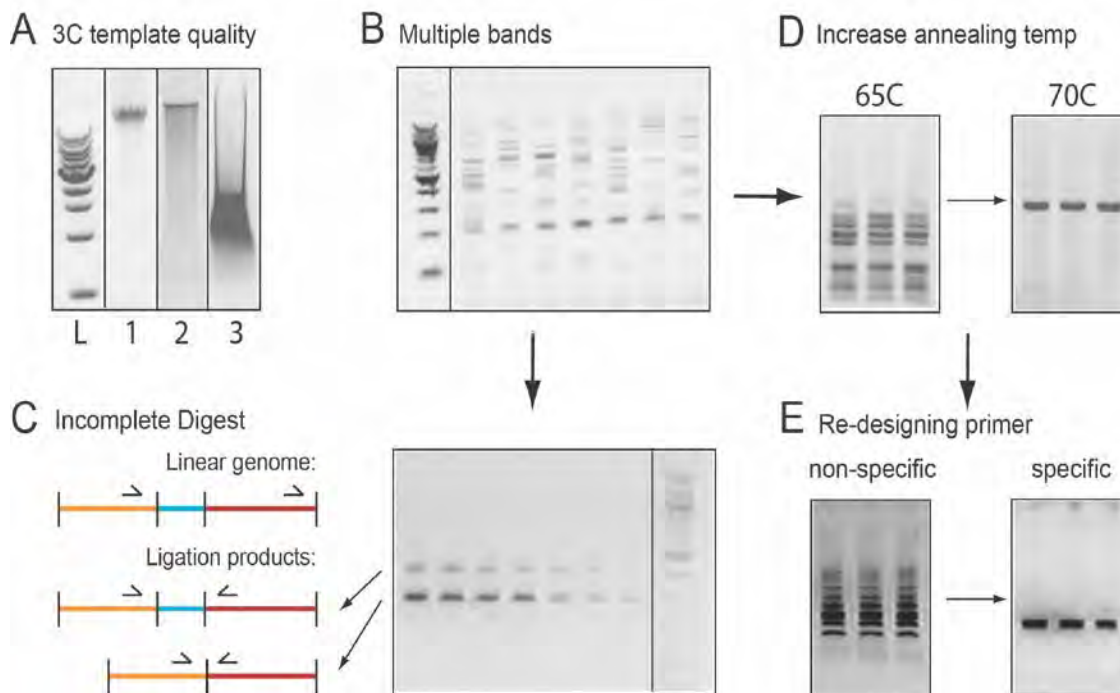 A 3C template quality
L 1 2 3
B Multiple bands
C Incomplete Digest
Linear genome:
Ligation products:
D Increase annealing temp
65C 70C
E Re-designing primer
non-specific specific